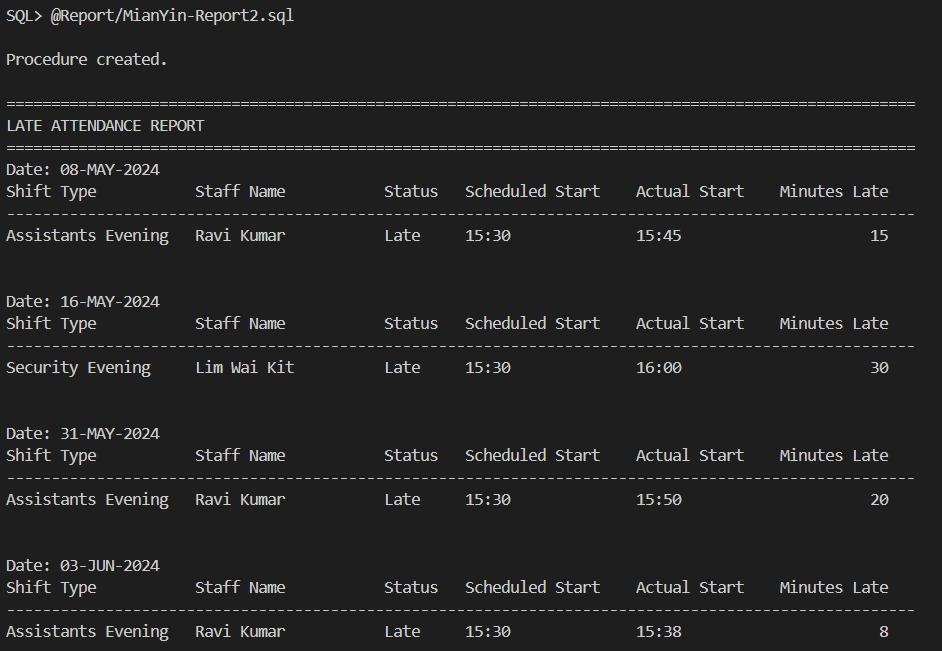 SQL> @Report/MianYin-Report2.sql
Procedure created.
=====================================================================================================
LATE ATTENDANCE REPORT
=====================================================================================================
Date: 08-MAY-2024
Shift Type           Staff Name           Status   Scheduled Start    Actual Start    Minutes Late
-----------------------------------------------------------------------------------------------------
Assistants Evening   Ravi Kumar           Late     15:30              15:45                     15
Date: 16-MAY-2024
Shift Type           Staff Name           Status   Scheduled Start    Actual Start    Minutes Late
-----------------------------------------------------------------------------------------------------
Security Evening     Lim Wai Kit          Late     15:30              16:00                     30
Date: 31-MAY-2024
Shift Type           Staff Name           Status   Scheduled Start    Actual Start    Minutes Late
-----------------------------------------------------------------------------------------------------
Assistants Evening   Ravi Kumar           Late     15:30              15:50                     20
Date: 03-JUN-2024
Shift Type           Staff Name           Status   Scheduled Start    Actual Start    Minutes Late
-----------------------------------------------------------------------------------------------------
Assistants Evening   Ravi Kumar           Late     15:30              15:38                      8